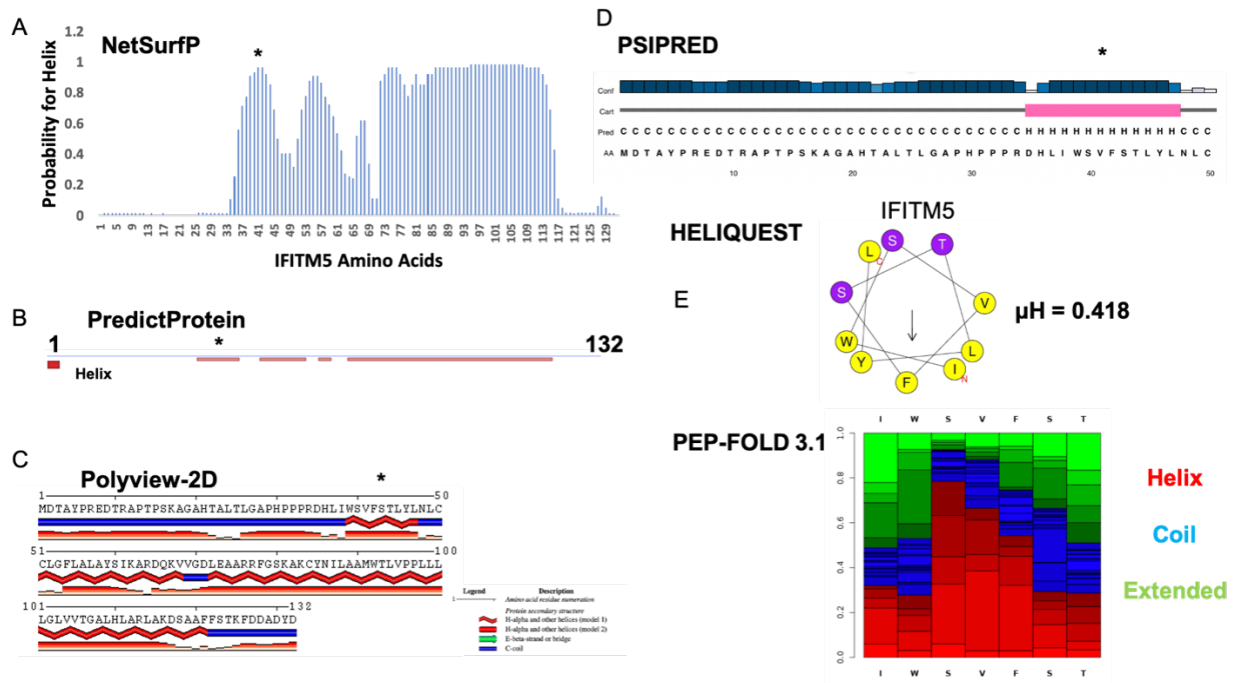 A
NetSurfP
*
Probability for Helix
1.2
1
0.8
0.6
0.4
0.2
0
1 5 9 13 17 21 25 29 33 37 41 45 49 53 57 61 65 69 73 77 81 85 89 93 97 101 105 109 113 117 121 125 129
IFITM5 Amino Acids
B
PredictProtein
1
*
132
Helix
C
Polyview-2D
*
1 50
MDTAYPREDTRAPTPSKAGAHTALTLGAPHPPPRDHLIWSVFSTLYLNLC
51 100
CLGFLALAYSIKARDQKVVGDLEAARRFGSKAKCYNILAAMWTLVPPLLL
101 132
LGLVVTGALHLARLAKDSAAFFSTKFDDADYD
Legend Description
Amino acid residue numeration
Protein secondary structure
H-alpha and other helices (model 1)
H-alpha and other helices (model 2)
E-beta-strand or bridge
C-coil
D
PSIPRED
*
Conf
Cart
Pred C C C C C C C C C C C C C C C C C C C C C C C C C C C C C C C C C C H H H H H H H H H H H H H C C C
AA M D T A Y P R E D T R A P T P S K A G A H T A L T L G A P H P P P R D H L I W S V F S T L Y L N L C
10 20 30 40 50
IFITM5
HELIQUEST
E
L
C
S
T
S
V
W
L
Y
I
N
F
µH = 0.418
PEP-FOLD 3.1
I W S V F S T
1.0
0.8
0.6
0.4
0.2
0.0
I W S V F S T
Helix
Coil
Extended